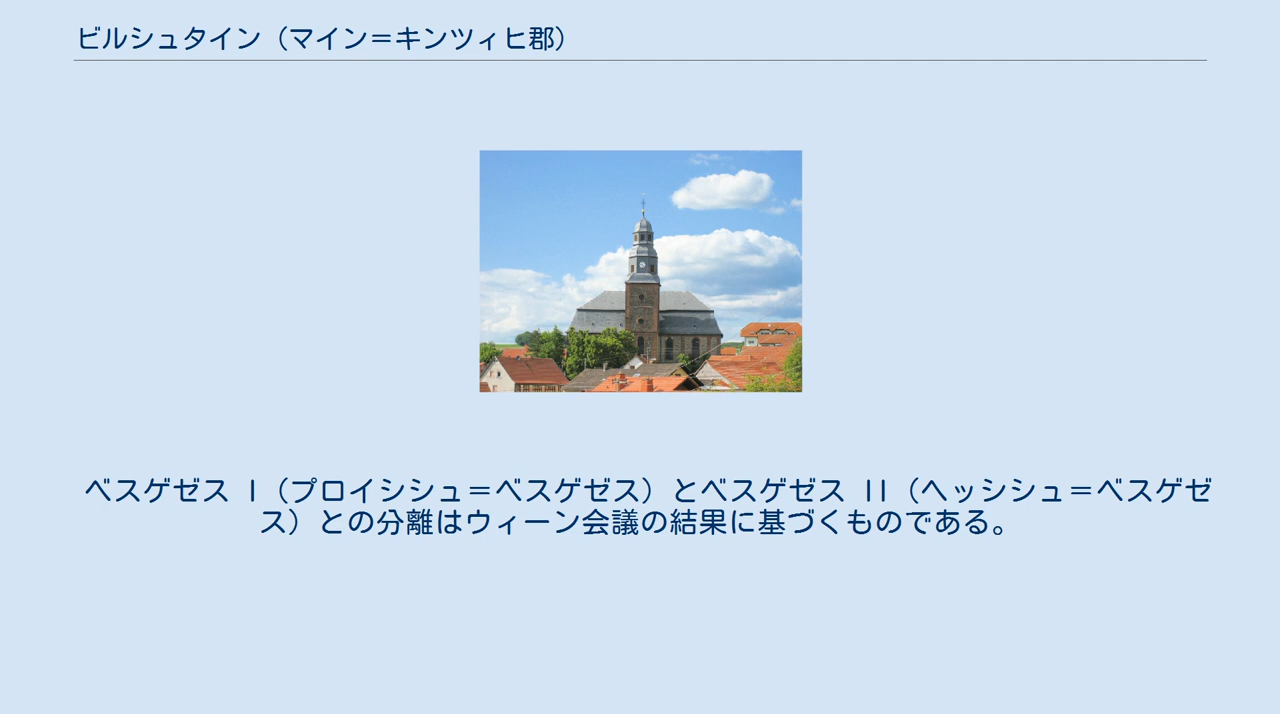 ビルシュタイン（マイン＝キンツィヒ郡）
ベスゲゼス I（プロイシシュ＝ベスゲゼス）とベスゲゼス II（ヘッシシュ＝ベスゲゼ
ス）との分離はウィーン会議の結果に基づくものである。